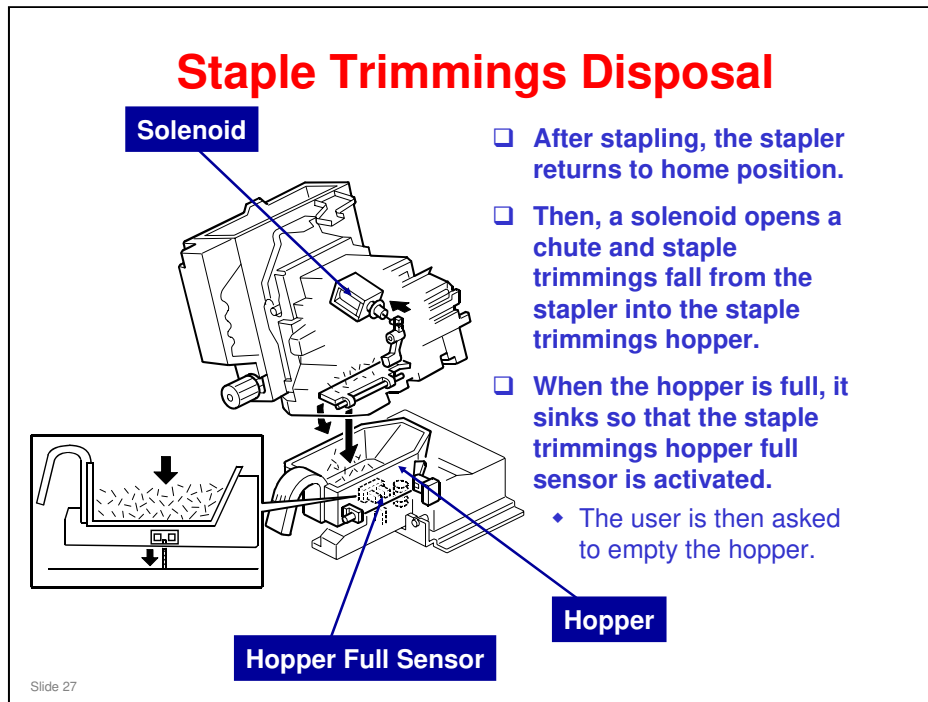 Staple Trimmings Disposal
Solenoid
❑ After stapling, the stapler
returns to home position.
❑ Then, a solenoid opens a
chute and staple
trimmings fall from the
stapler into the staple
trimmings hopper.
❑ When the hopper is full, it
sinks so that the staple
trimmings hopper full
sensor is activated.
◆ The user is then asked
to empty the hopper.
Hopper
Hopper Full Sensor
Slide 27